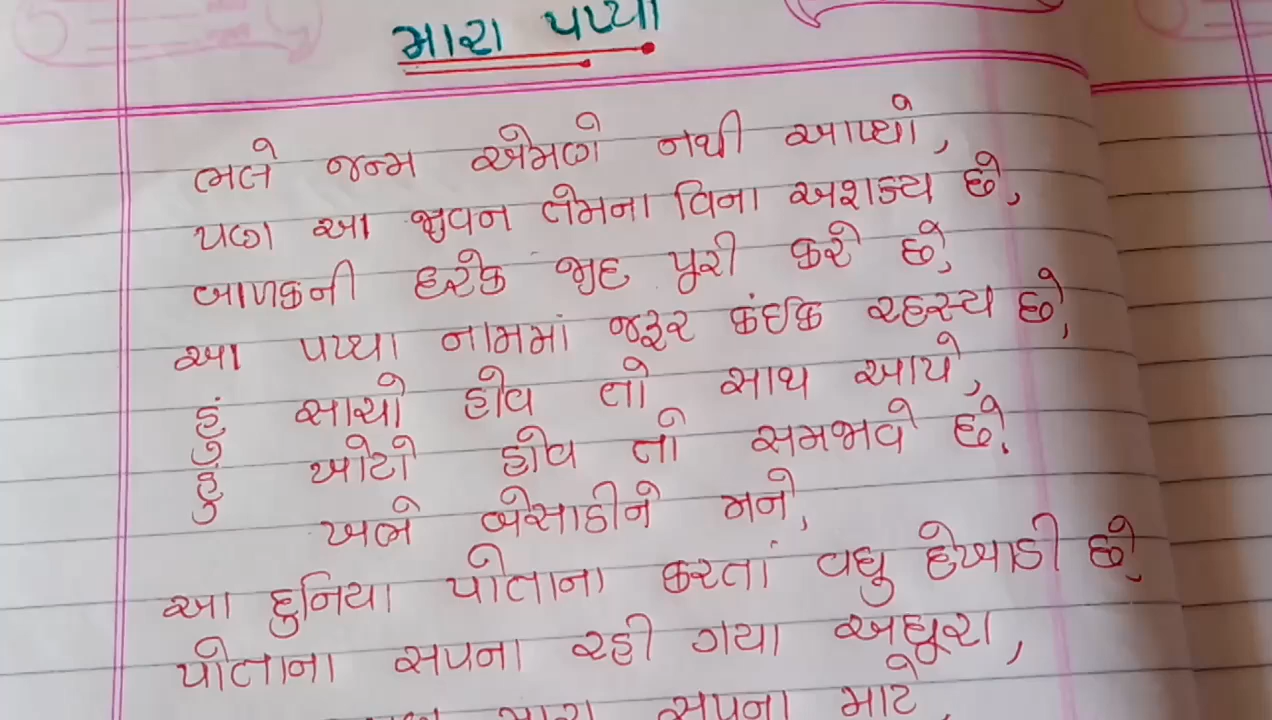 મારા પપ્પા
ભલે જન્મ એમણે નથી આપ્યો,
પણ આ જીવન તેમના વિના અશક્ય છે,
બાળકની દરેક જીદ પૂરી કરે છે,
આ પપ્પા નામમાં જરૂર કંઈક રહસ્ય છે,
હું સાચો હોવ તો સાથ આપે,
હું ખોટો હોવ તો સમજાવે છે.
ખભે બેસાડીને મને,
આ દુનિયા પોતાના કરતાં વધુ દેખાડી છે,
પોતાના સપના રહી ગયા અધૂરા,
મારા સપના માટે,